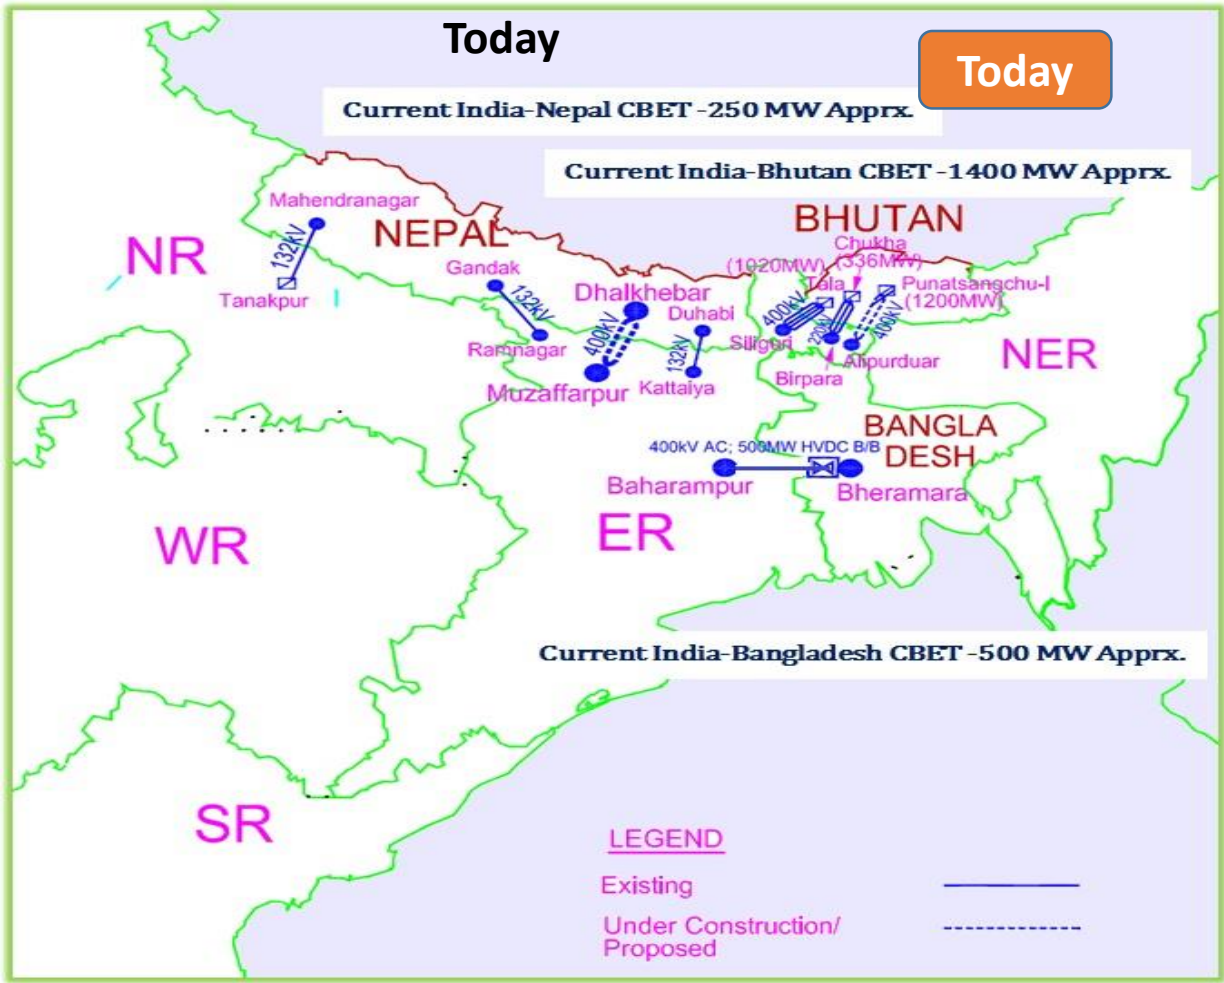 Today
Today
Current India-Nepal CBET -250 MW Apprx.
Current India-Bhutan CBET -1400 MW Apprx.
Mahendranagar
NEPAL
BHUTAN
NR
132kV
Tanakpur
Gandak
132kV
Ramnagar
Dhalkhebar
400kV
Muzaffarpur
Duhabi
132kV
Kattaiya
Chukha
(1020MW)
(336MW)
Tala
Punatsangchu-I
(1200MW)
400kV
220kV
400kV
Siliguri
Alipurduar
Birpara
NER
BANGLA
DESH
400kV AC; 500MW HVDC B/B
Baharampur
Bheramara
WR
ER
Current India-Bangladesh CBET -500 MW Apprx.
SR
LEGEND
Existing
Under Construction/
Proposed